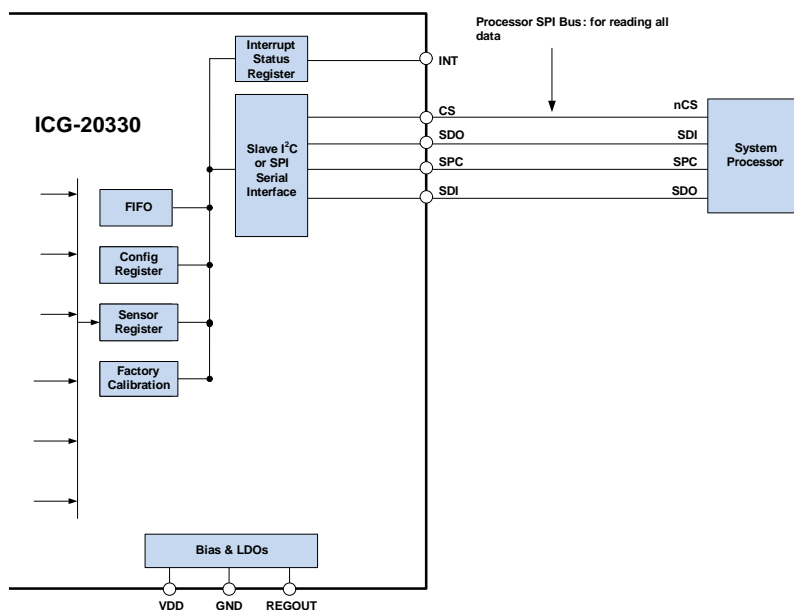 Processor SPI Bus: for reading all
data
Interrupt
Status
Register
INT
ICG-20330
Slave I²C
or SPI
Serial
Interface
CS
nCS
SDO
SDI
SPC
SPC
SDI
SDO
System
Processor
FIFO
Config
Register
Sensor
Register
Factory
Calibration
Bias & LDOs
VDD
GND
REGOUT